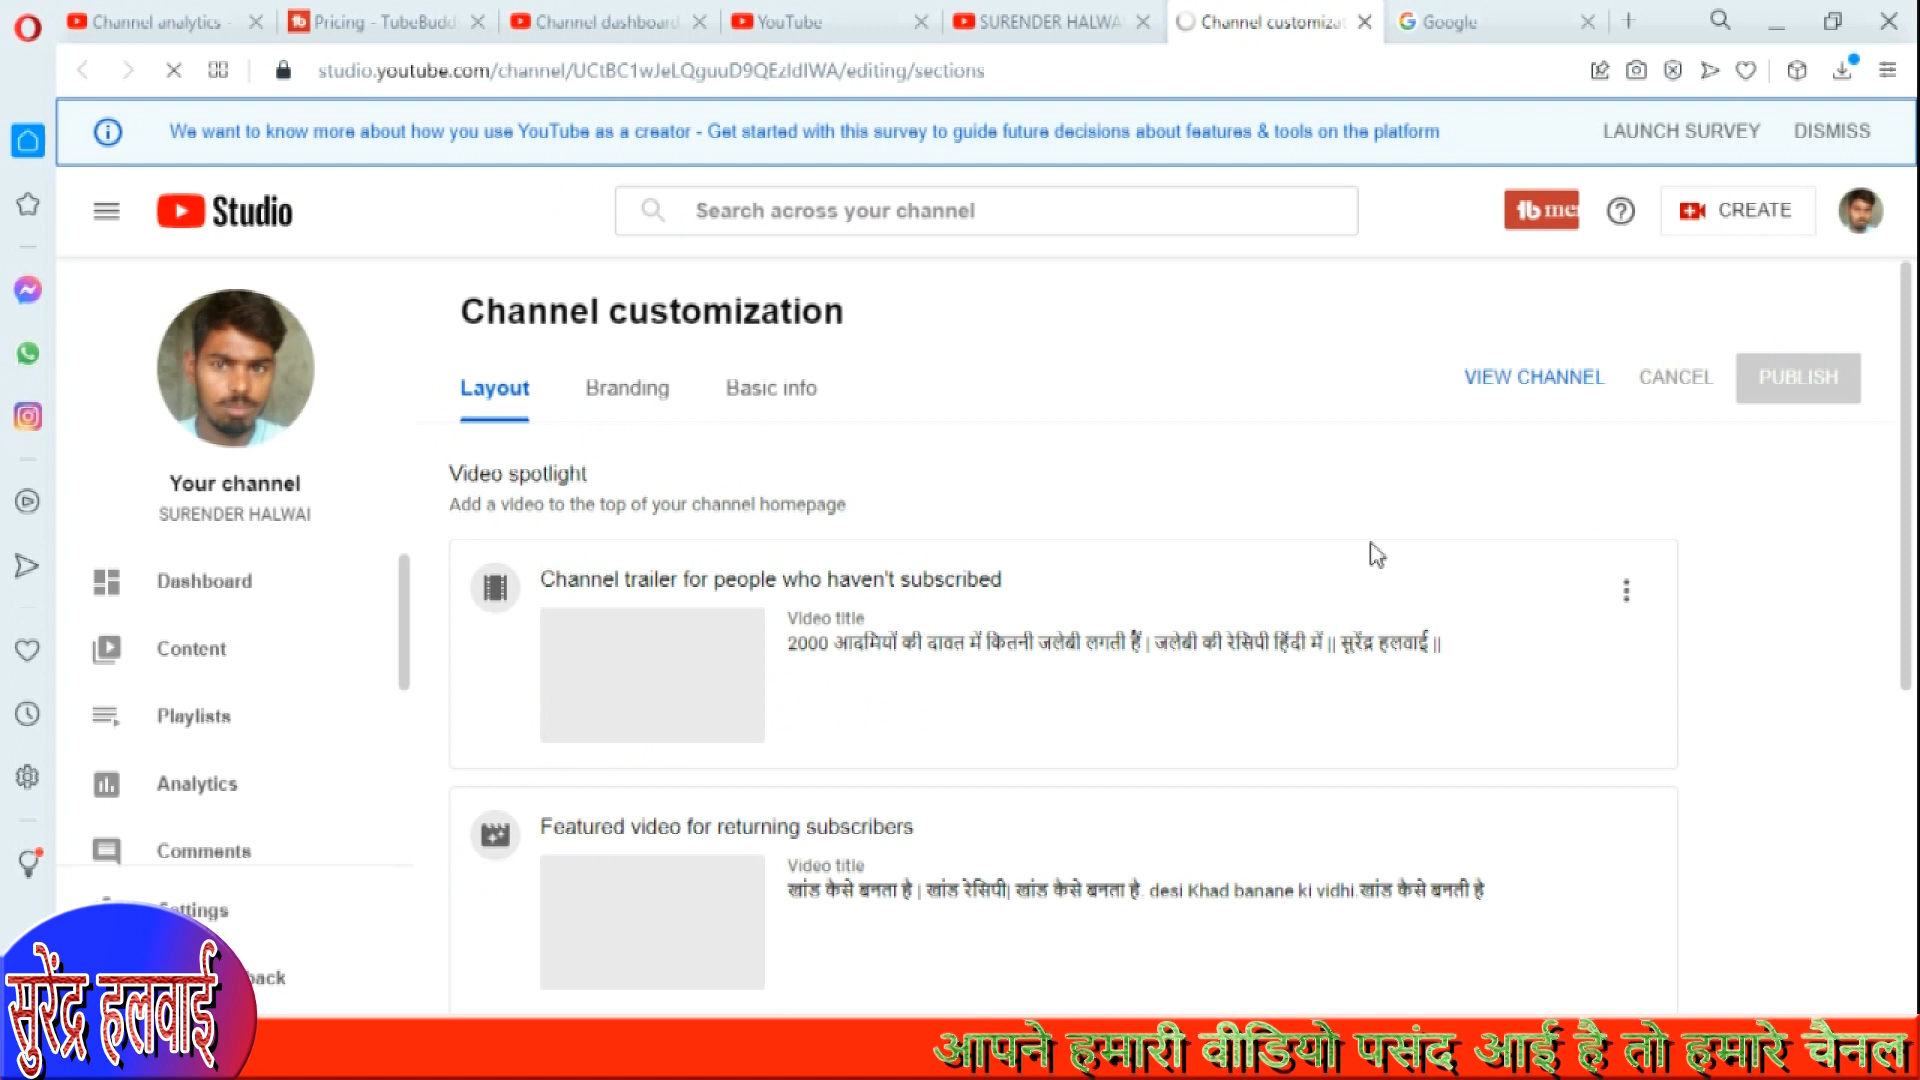 Channel analytics -
Pricing - TubeBudd
Channel dashboard
YouTube
SURENDER HALWA
Channel customizat
Google
studio.youtube.com/channel/UCtBC1wJeLQguuD9QEzldIWA/editing/sections
We want to know more about how you use YouTube as a creator - Get started with this survey to guide future decisions about features & tools on the platform
LAUNCH SURVEY
DISMISS
Studio
Search across your channel
CREATE
Channel customization
Layout
Branding
Basic info
VIEW CHANNEL
CANCEL
PUBLISH
Your channel
SURENDER HALWAI
Dashboard
Content
Playlists
Analytics
Comments
Settings
Video spotlight
Add a video to the top of your channel homepage
Channel trailer for people who haven't subscribed
Video title
2000 आदमियों की दावत में कितनी जलेबी लगती हैं | जलेबी की रेसिपी हिंदी में || सूरेंद्र हलवाई ||
Featured video for returning subscribers
Video title
खांड कैसे बनता है | खांड रेसिपी| खांड कैसे बनता है. desi Khad banane ki vidhi.खांड कैसे बनती है
सुरेंद्र हलवाई
आपने हमारी वीडियो पसंद आई है तो हमारे चैनल